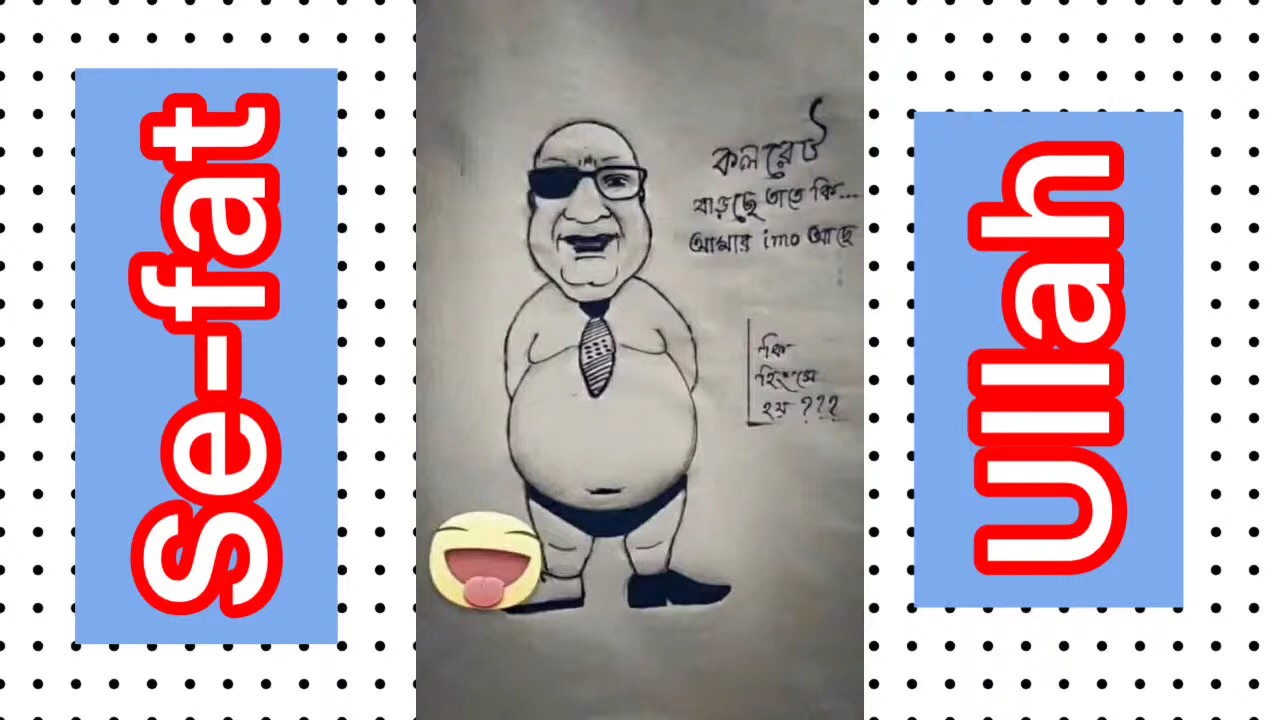 Se-fat
কলরেট
বাড়ছে তাতে কি...
আমার imo আছে
কি
হিংসে
হয় ???
Ullah